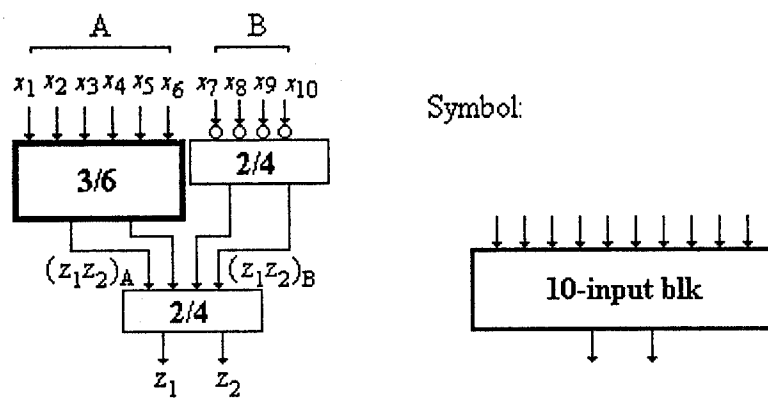 A B
x1 x2 x3 x4 x5 x6 x7 x8 x9 x10
Symbol:
3/6
2/4
(z1z2)A (z1z2)B
10-input blk
2/4
z1 z2